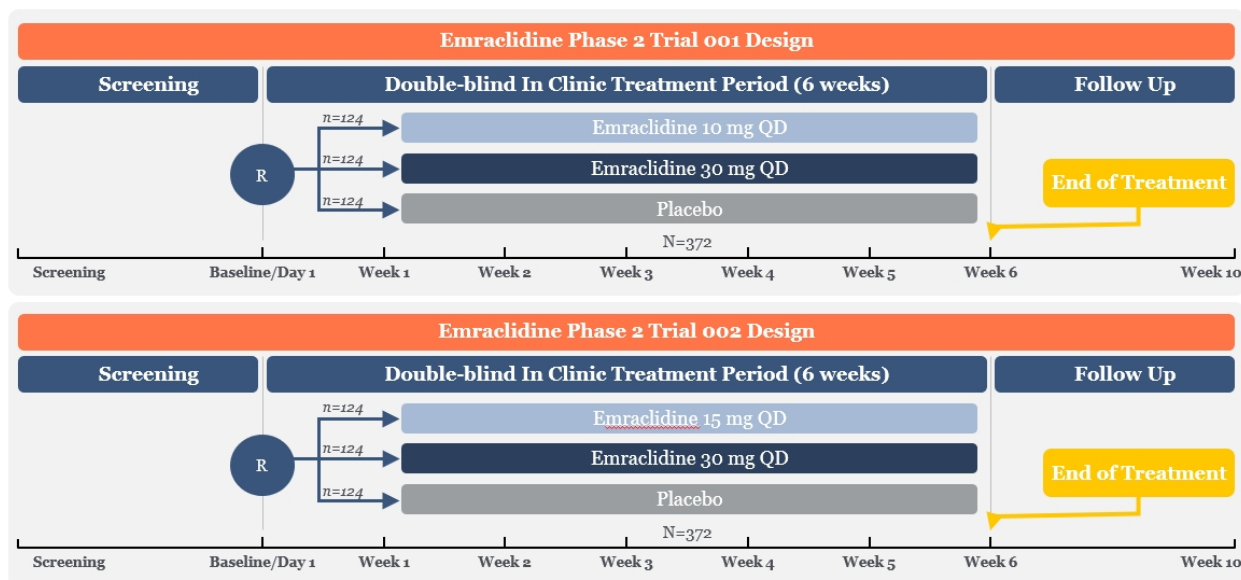 Emraclidine Phase 2 Trial 001 Design
Screening
Double-blind In Clinic Treatment Period (6 weeks)
Follow Up
n=124
Emraclidine 10 mg QD
R
n=124
Emraclidine 30 mg QD
End of Treatment
n=124
Placebo
N=372
Screening
Baseline/Day 1
Week 1
Week 2
Week 3
Week 4
Week 5
Week 6
Week 10
Emraclidine Phase 2 Trial 002 Design
Screening
Double-blind In Clinic Treatment Period (6 weeks)
Follow Up
n=124
Emraclidine 15 mg QD
R
n=124
Emraclidine 30 mg QD
End of Treatment
n=124
Placebo
N=372
Screening
Baseline/Day 1
Week 1
Week 2
Week 3
Week 4
Week 5
Week 6
Week 10